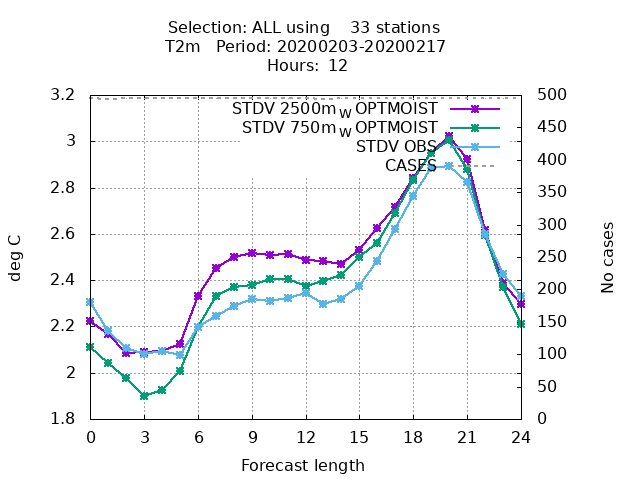 Selection: ALL using    33 stations
T2m   Period: 20200203-20200217
Hours: 12
STDV 2500m_W OPTMOIST
STDV 750m_W OPTMOIST
STDV OBS
CASES
3.2
3
2.8
2.6
2.4
2.2
2
1.8
deg C
500
450
400
350
300
250
200
150
100
50
0
No cases
0 3 6 9 12 15 18 21 24
Forecast length